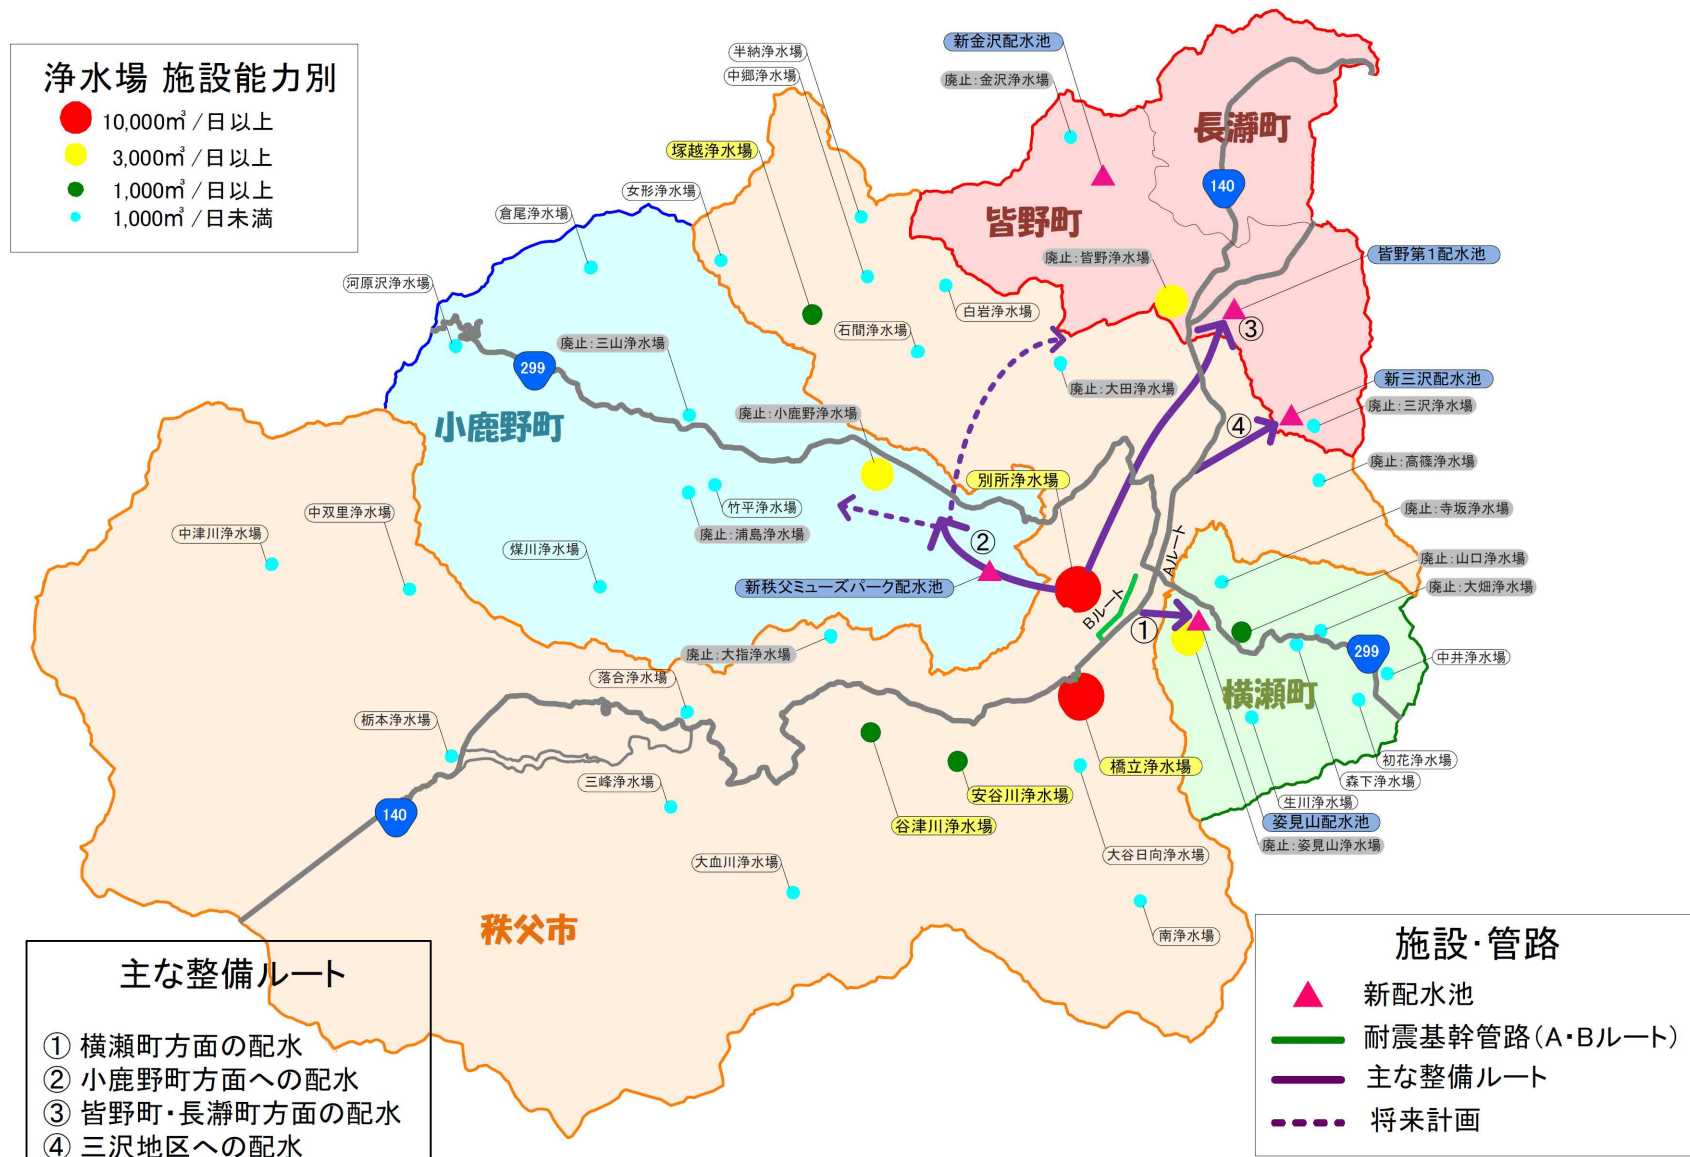 浄水場 施設能力別
10,000㎥/日以上
3,000㎥/日以上
1,000㎥/日以上
1,000㎥/日未満
新金沢配水池
廃止:金沢浄水場
半納浄水場
中郷浄水場
塚越浄水場
女形浄水場
倉尾浄水場
河原沢浄水場
長瀞町
140
皆野町
廃止:皆野浄水場
皆野第1配水池
白岩浄水場
石間浄水場
③
廃止:三山浄水場
299
廃止:大田浄水場
新三沢配水池
廃止:三沢浄水場
廃止:小鹿野浄水場
小鹿野町
④
廃止:高篠浄水場
別所浄水場
竹平浄水場
廃止:浦島浄水場
中双里浄水場
中津川浄水場
煤川浄水場
②
廃止:寺坂浄水場
Aルート
廃止:山口浄水場
廃止:大畑浄水場
新秩父ミューズパーク配水池
Bルート
①
廃止:大指浄水場
299
中井浄水場
落合浄水場
横瀬町
栃本浄水場
初花浄水場
橋立浄水場
森下浄水場
三峰浄水場
安谷川浄水場
生川浄水場
140
谷津川浄水場
姿見山配水池
廃止:姿見山浄水場
大谷日向浄水場
大血川浄水場
秩父市
南浄水場
主な整備ルート
① 横瀬町方面の配水
② 小鹿野町方面への配水
③ 皆野町・長瀞町方面の配水
④ 三沢地区への配水
施設・管路
新配水池
耐震基幹管路(A・Bルート)
主な整備ルート
将来計画